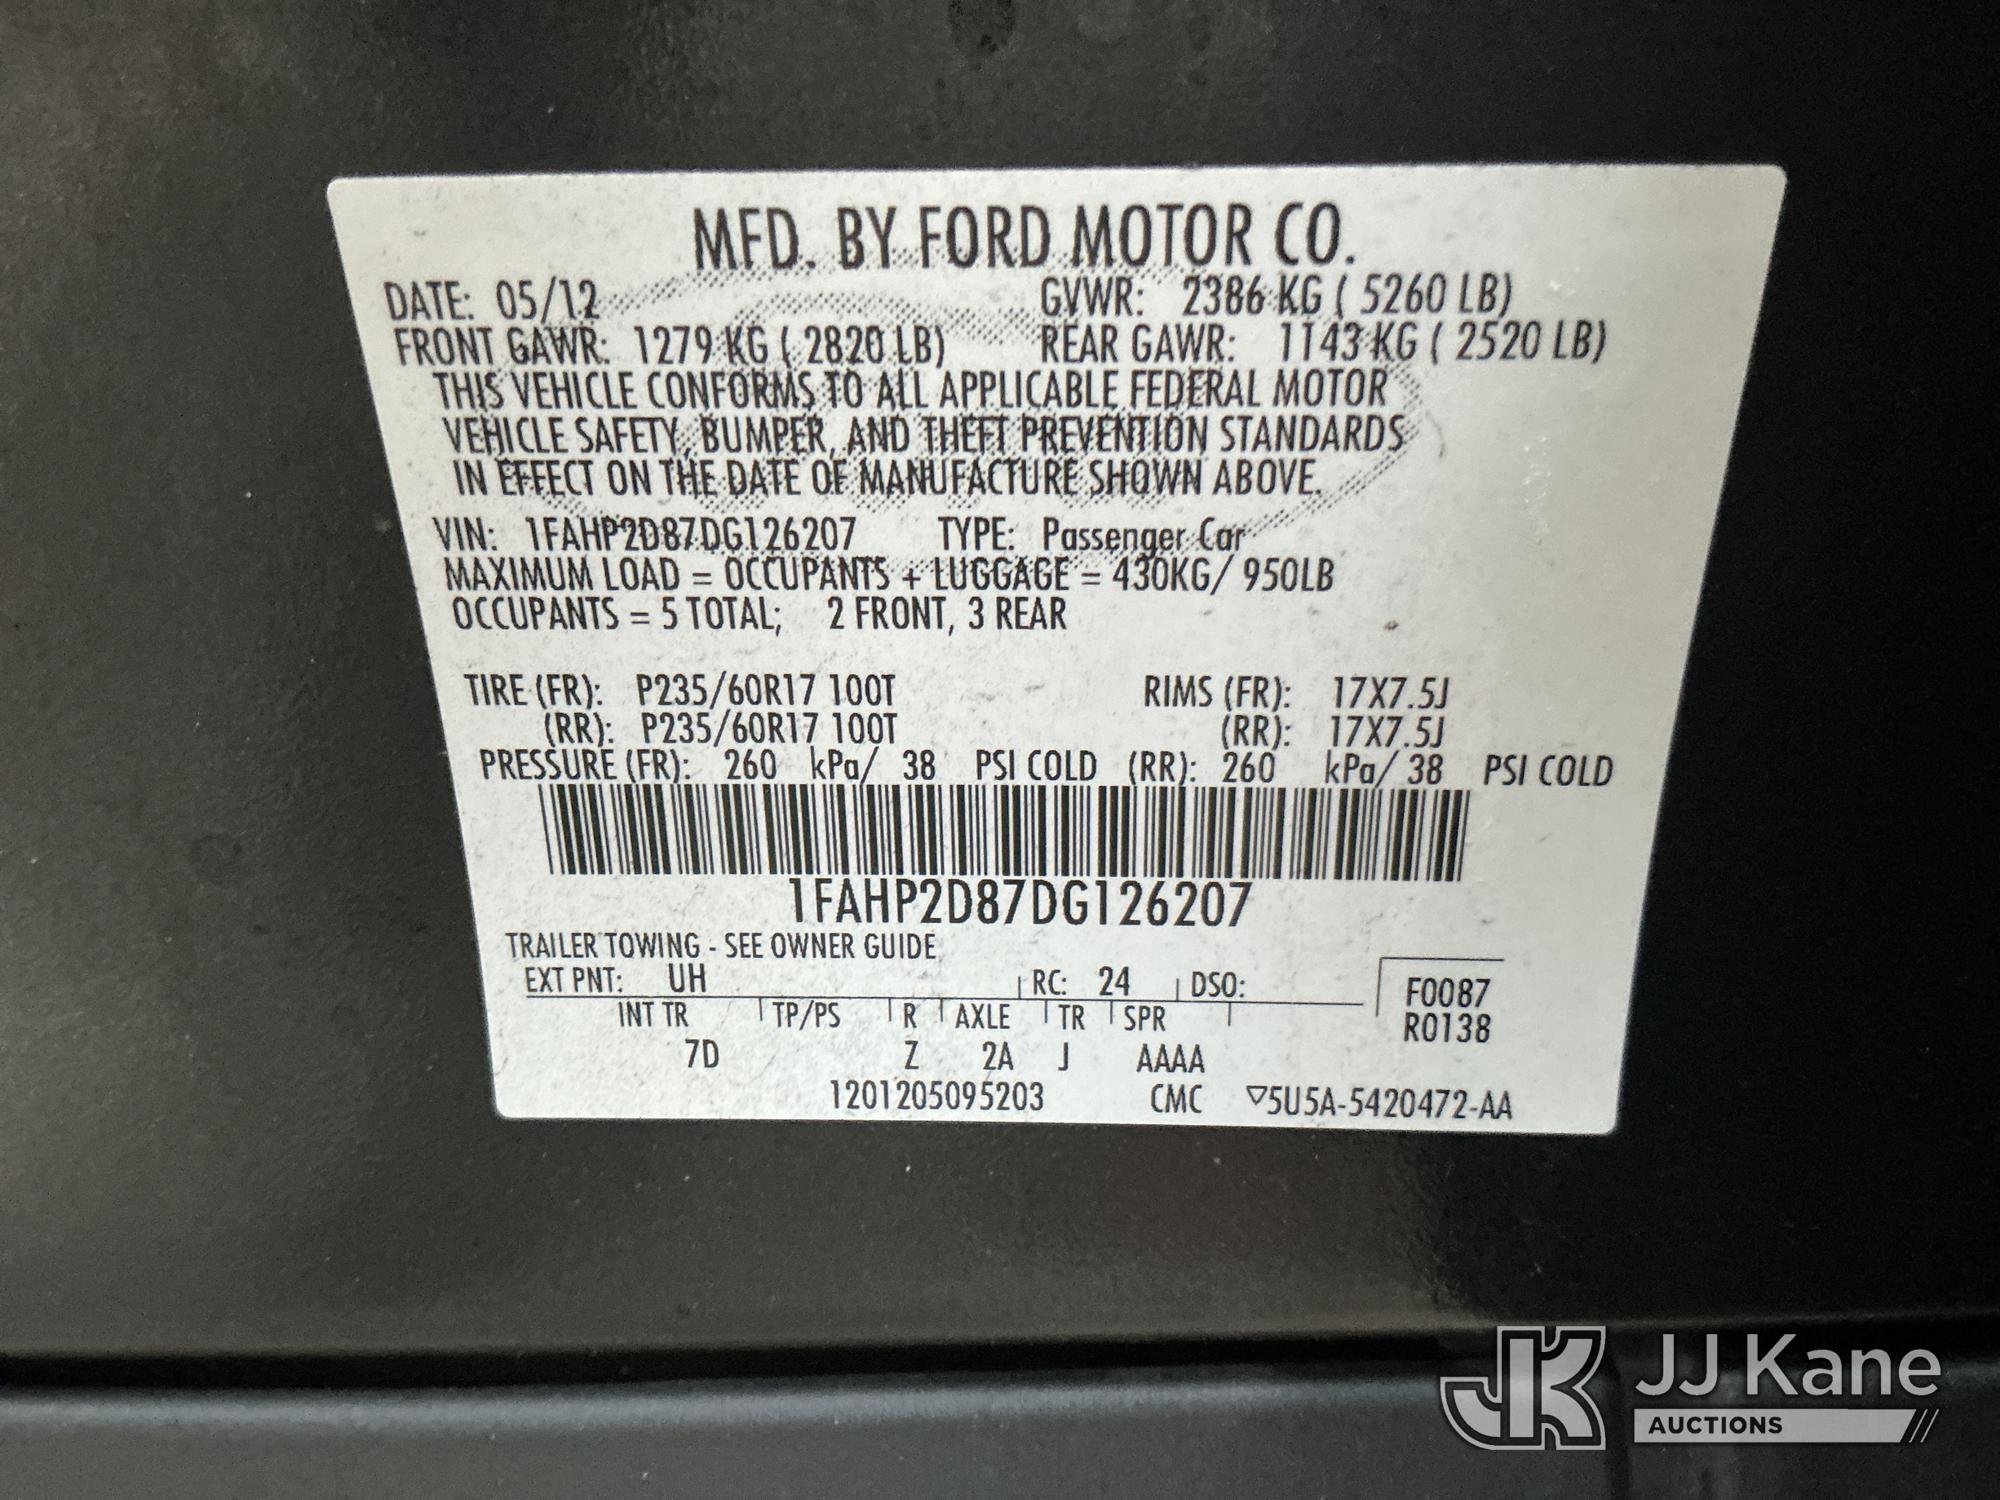 MFD. BY FORD MOTOR CO.
DATE: 05/12 GVWR: 2386 KG ( 5260 LB)
FRONT GAWR: 1279 KG ( 2820 LB) REAR GAWR: 1143 KG ( 2520 LB)
THIS VEHICLE CONFORMS TO ALL APPLICABLE FEDERAL MOTOR
VEHICLE SAFETY, BUMPER, AND THEFT PREVENTION STANDARDS
IN EFFECT ON THE DATE OF MANUFACTURE SHOWN ABOVE.
VIN: 1FAHP2D87DG126207 TYPE: Passenger Car
MAXIMUM LOAD = OCCUPANTS + LUGGAGE = 430KG/ 950LB
OCCUPANTS = 5 TOTAL; 2 FRONT, 3 REAR
TIRE (FR): P235/60R17 100T RIMS (FR): 17X7.5J
(RR): P235/60R17 100T (RR): 17X7.5J
PRESSURE (FR): 260 kPa/ 38 PSI COLD (RR): 260 kPa/ 38 PSI COLD
1FAHP2D87DG126207
TRAILER TOWING - SEE OWNER GUIDE
EXT PNT: UH RC: 24 DSO: F0087
INT TR TP/PS R AXLE TR SPR R0138
7D Z 2A J AAAA
1201205095203 CMC ▽5U5A-5420472-AA
JK JJ Kane
AUCTIONS